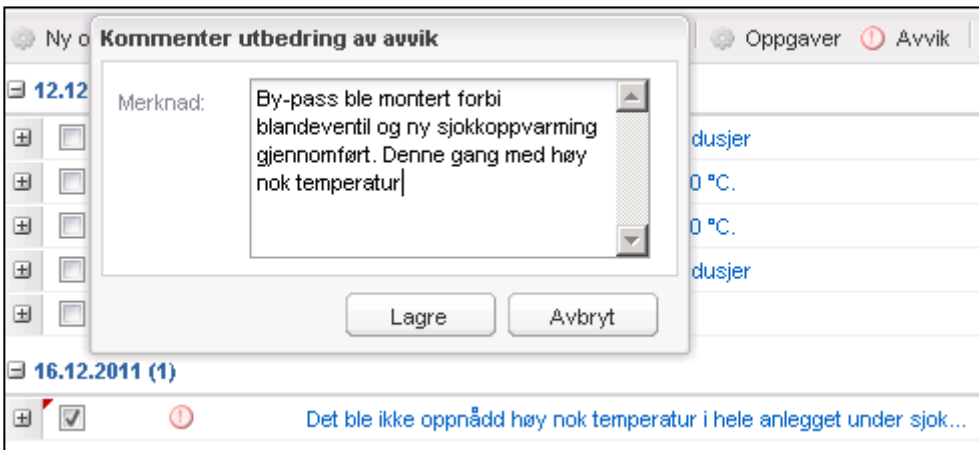 Ny o
Kommenter utbedring av avvik
Oppgaver
Avvik
12.12
Merknad:
By-pass ble montert forbi
blandeventil og ny sjokkoppvarming
gjennomført. Denne gang med høy
nok temperatur
dusjer
0 °C.
0 °C.
dusjer
Lagre
Avbryt
16.12.2011 (1)
Det ble ikke oppnådd høy nok temperatur i hele anlegget under sjok...